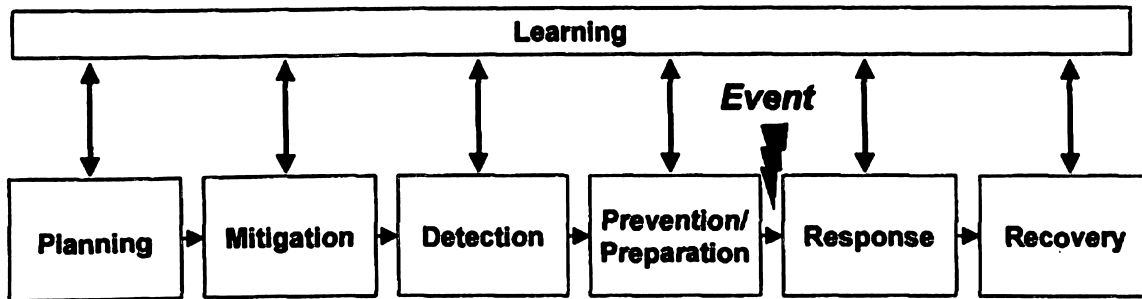 Learning
Event
Planning
Mitigation
Detection
Prevention/
Preparation
Response
Recovery